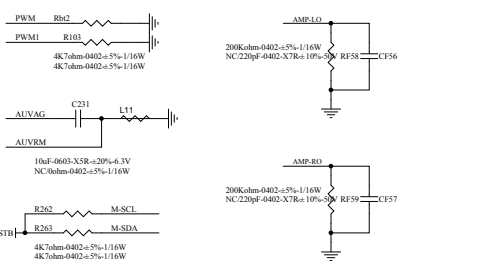 PWM Rbt2
PWM1 R103
4K7ohm-0402-±5%-1/16W
4K7ohm-0402-±5%-1/16W
AMP-LO
200Kohm-0402-±5%-1/16W
NC/220pF-0402-X7R-±10%-50V RF58 CF56
C231
L11
AUVAG
AUVRM
10uF-0603-X5R-±20%-6.3V
NC/0ohm-0402-±5%-1/16W
AMP-RO
200Kohm-0402-±5%-1/16W
NC/220pF-0402-X7R-±10%-50V RF59 CF57
R262 M-SCL
STB R263 M-SDA
4K7ohm-0402-±5%-1/16W
4K7ohm-0402-±5%-1/16W